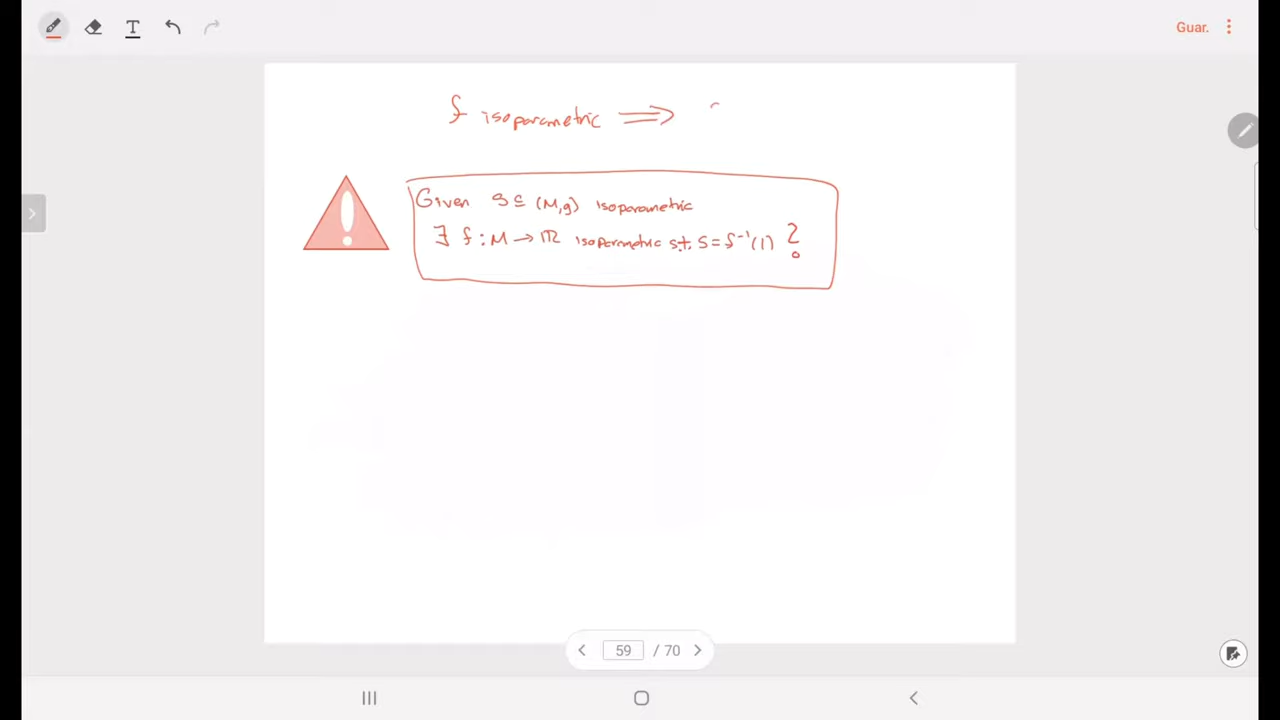 Guar.
f isoparametric ⟹
Given S ⊆ (M,g) isoparametric
∃ f : M → ℝ isoparametric s.t. S = f⁻¹(1) ?
59 / 70